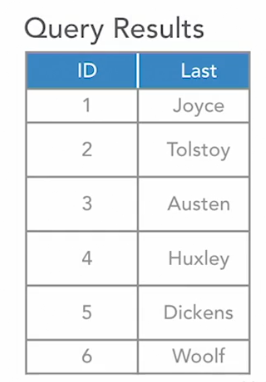 Query Results
ID Last
1 Joyce
2 Tolstoy
3 Austen
4 Huxley
5 Dickens
6 Woolf